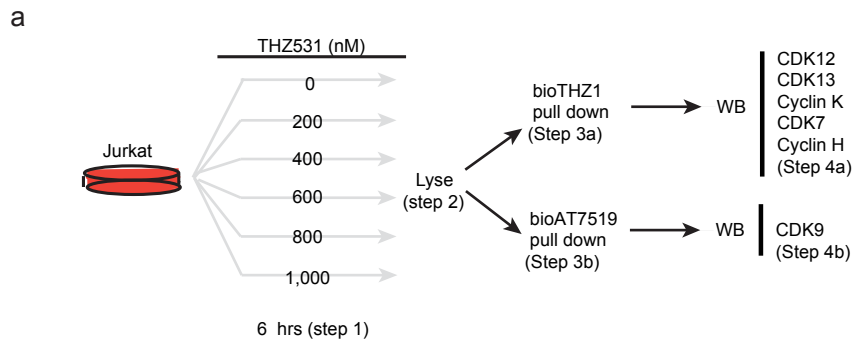 a
THZ531 (nM)
0
200
400
600
800
1,000
6 hrs (step 1)
Jurkat
Lyse
(step 2)
bioTHZ1
pull down
(Step 3a)
WB
CDK12
CDK13
Cyclin K
CDK7
Cyclin H
(Step 4a)
bioAT7519
pull down
(Step 3b)
WB
CDK9
(Step 4b)